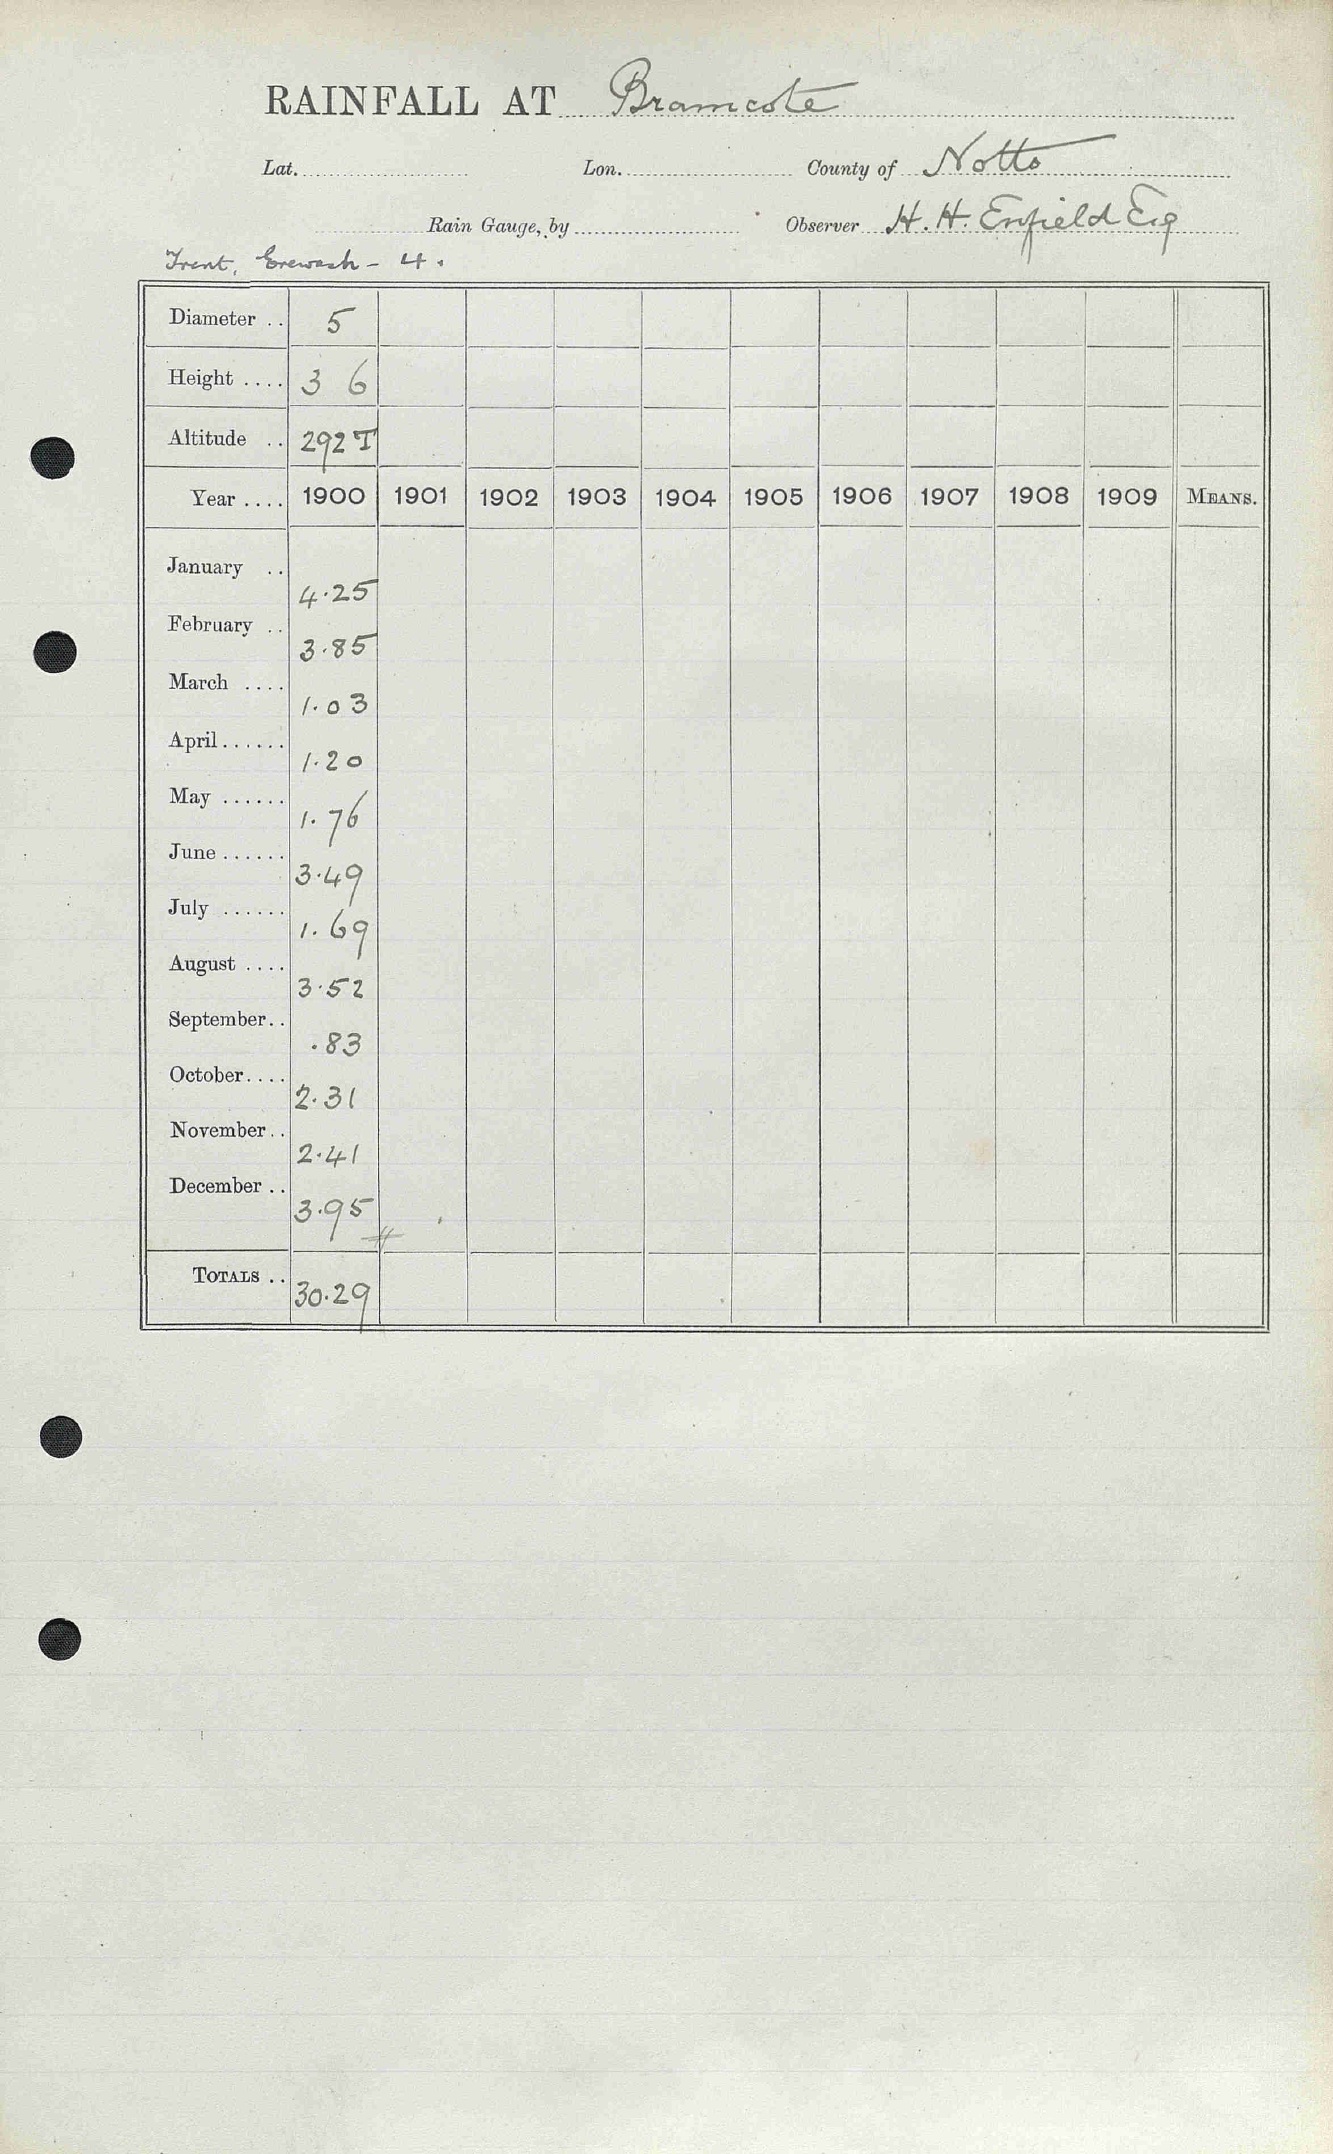 RAINFALL AT Bramcote
Lat. Lon. County of Notts
Rain Gauge, by Observer H. H. Enfield Esq
Trent, Erewash - 4.
Diameter .. 5
Height .... 3 6
Altitude .. 292 T
Year .... 1900 1901 1902 1903 1904 1905 1906 1907 1908 1909 MEANS.
January .. 4.25
February .. 3.85
March .... 1.03
April...... 1.20
May ...... 1.76
June ...... 3.49
July ...... 1.69
August .... 3.52
September.. .83
October.... 2.31
November.. 2.41
December .. 3.95
TOTALS .. 30.29